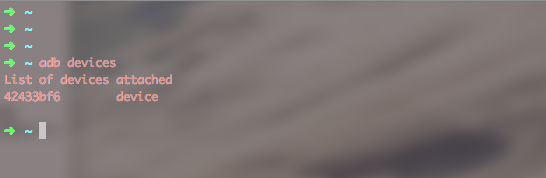 ➜ ~
➜ ~
➜ ~
➜ ~ adb devices
List of devices attached
42433bf6 device
➜ ~